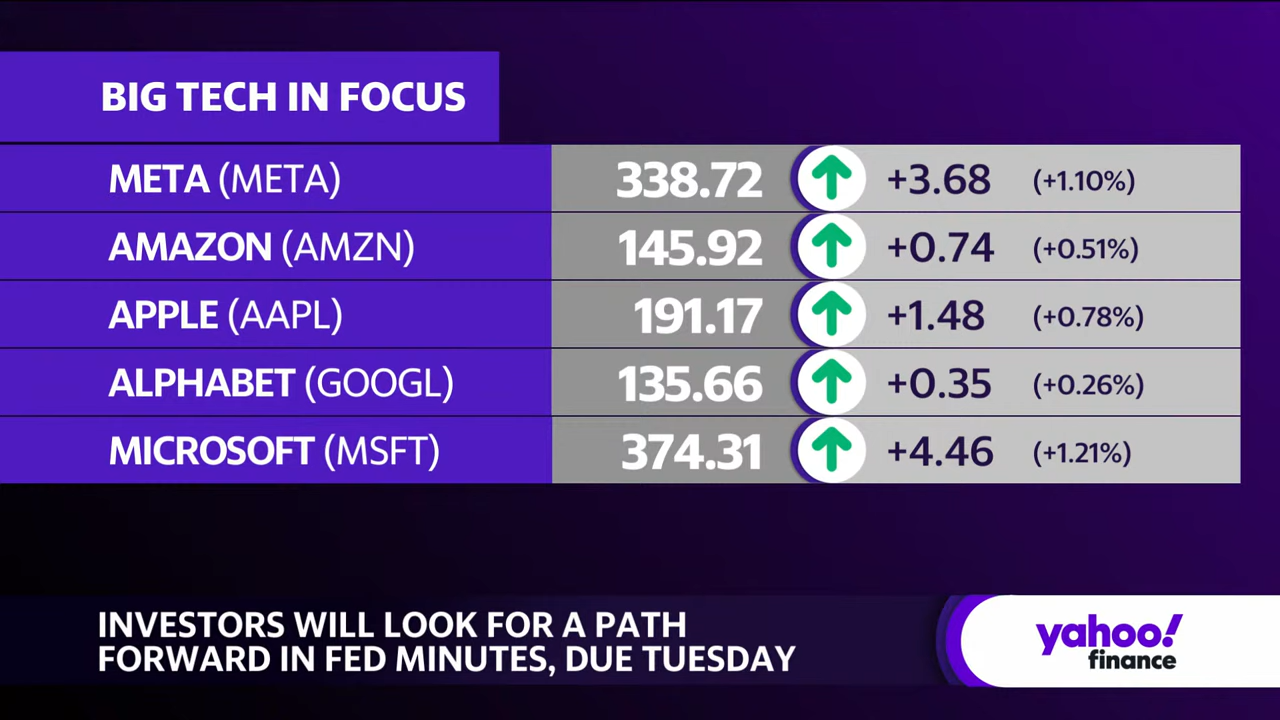 BIG TECH IN FOCUS
META (META) 338.72 +3.68 (+1.10%)
AMAZON (AMZN) 145.92 +0.74 (+0.51%)
APPLE (AAPL) 191.17 +1.48 (+0.78%)
ALPHABET (GOOGL) 135.66 +0.35 (+0.26%)
MICROSOFT (MSFT) 374.31 +4.46 (+1.21%)
INVESTORS WILL LOOK FOR A PATH
FORWARD IN FED MINUTES, DUE TUESDAY
yahoo!
finance